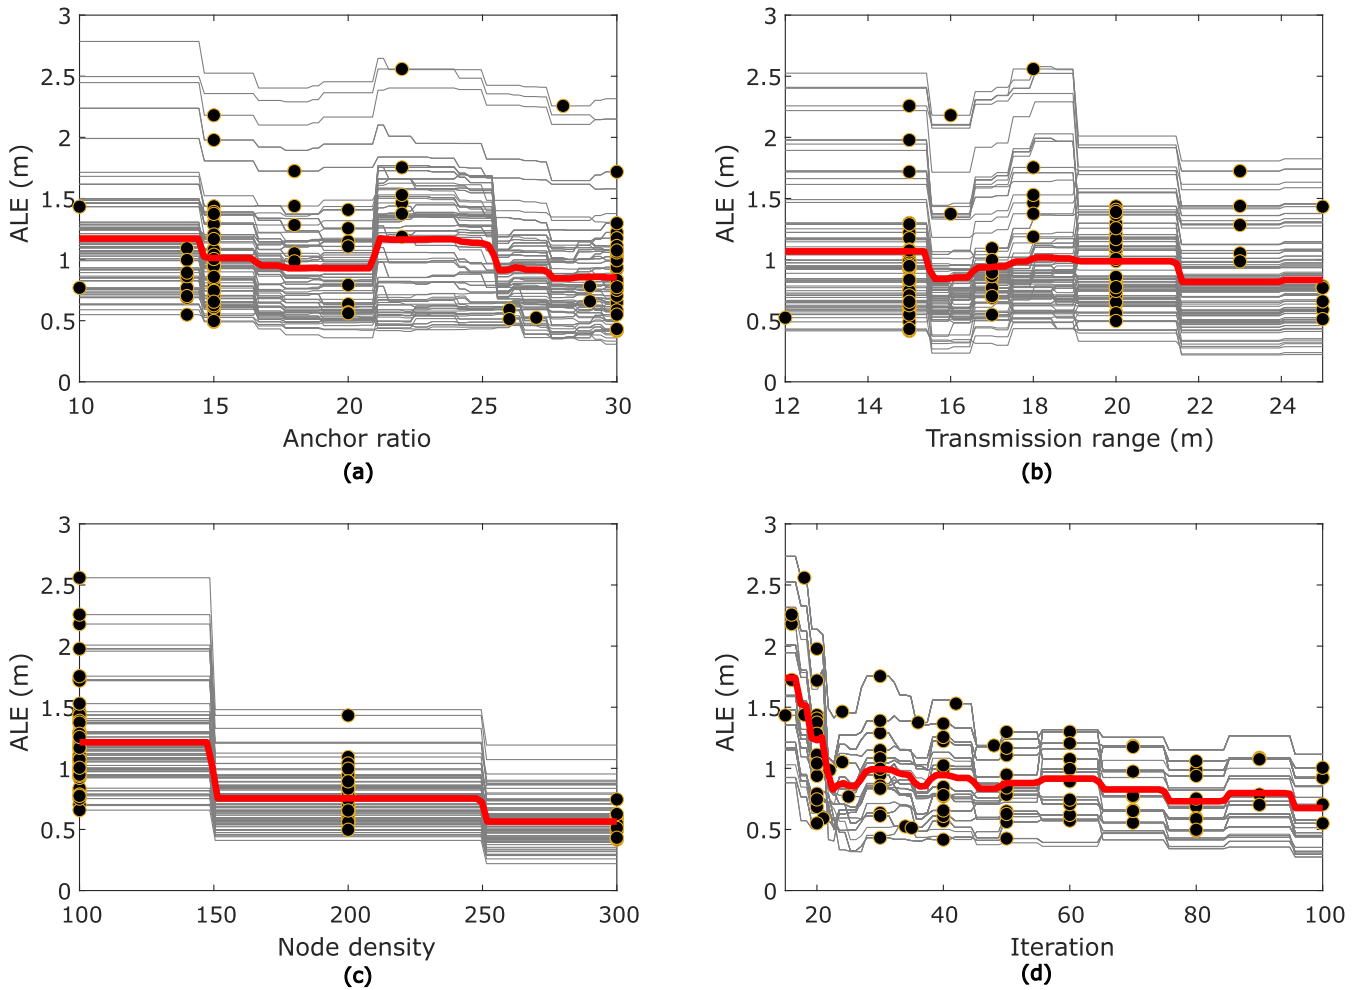 3
2.5
2
1.5
1
0.5
0
ALE (m)
10 15 20 25 30
Anchor ratio
(a)
3
2.5
2
1.5
1
0.5
0
ALE (m)
12 14 16 18 20 22 24
Transmission range (m)
(b)
3
2.5
2
1.5
1
0.5
0
ALE (m)
100 150 200 250 300
Node density
(c)
3
2.5
2
1.5
1
0.5
0
ALE (m)
20 40 60 80 100
Iteration
(d)